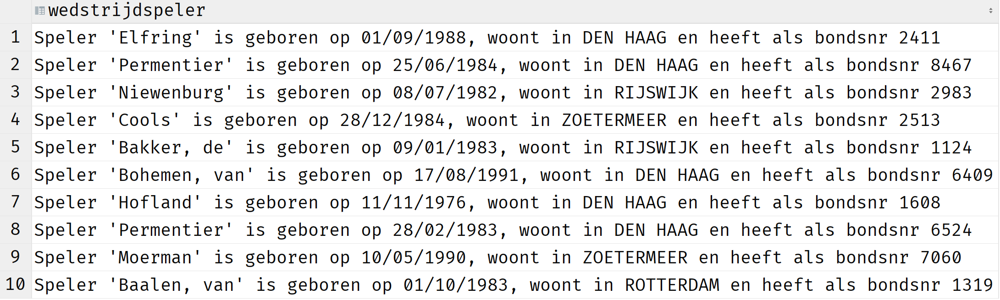 wedstrijdspeler
1 Speler 'Elfring' is geboren op 01/09/1988, woont in DEN HAAG en heeft als bondsnr 2411
2 Speler 'Permentier' is geboren op 25/06/1984, woont in DEN HAAG en heeft als bondsnr 8467
3 Speler 'Niewenburg' is geboren op 08/07/1982, woont in RIJSWIJK en heeft als bondsnr 2983
4 Speler 'Cools' is geboren op 28/12/1984, woont in ZOETERMEER en heeft als bondsnr 2513
5 Speler 'Bakker, de' is geboren op 09/01/1983, woont in RIJSWIJK en heeft als bondsnr 1124
6 Speler 'Bohemen, van' is geboren op 17/08/1991, woont in DEN HAAG en heeft als bondsnr 6409
7 Speler 'Hofland' is geboren op 11/11/1976, woont in DEN HAAG en heeft als bondsnr 1608
8 Speler 'Permentier' is geboren op 28/02/1983, woont in DEN HAAG en heeft als bondsnr 6524
9 Speler 'Moerman' is geboren op 10/05/1990, woont in ZOETERMEER en heeft als bondsnr 7060
10 Speler 'Baalen, van' is geboren op 01/10/1983, woont in ROTTERDAM en heeft als bondsnr 1319